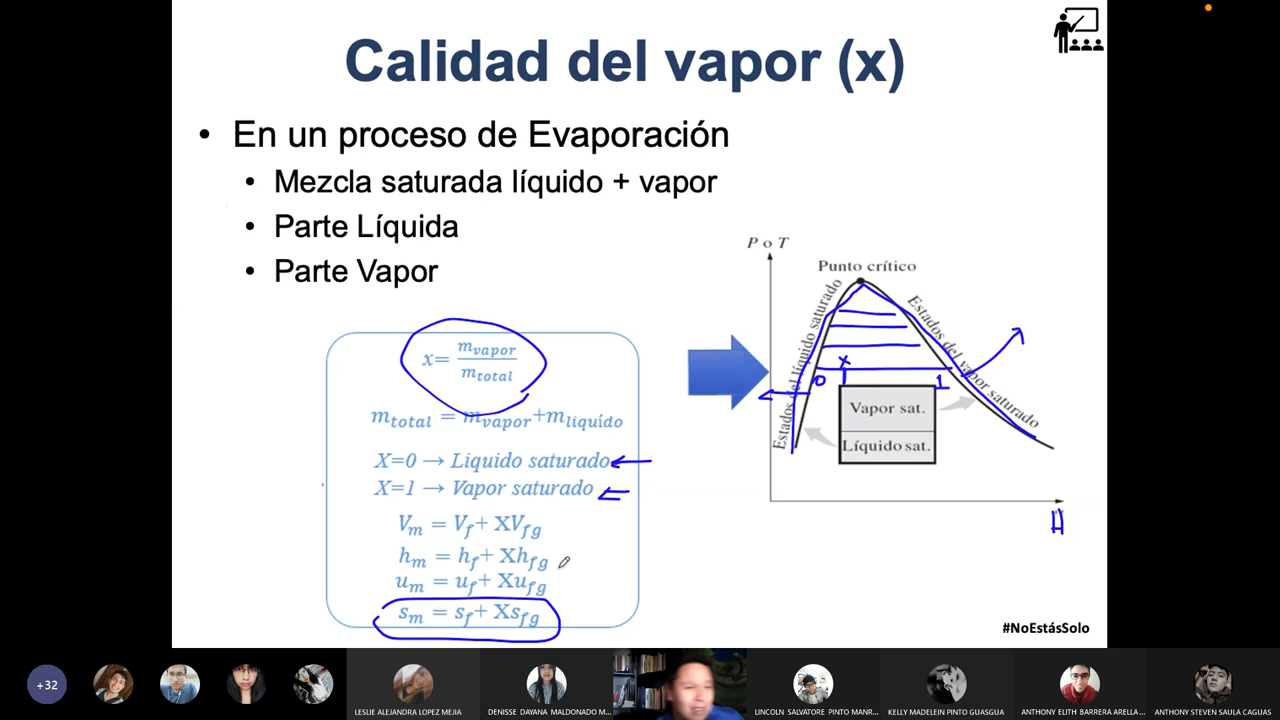 Calidad del vapor (x)
• En un proceso de Evaporación
• Mezcla saturada líquido + vapor
• Parte Líquida
• Parte Vapor
x= m_vapor / m_total
m_total = m_vapor+m_liquído
X=0 → Liquido saturado
X=1 → Vapor saturado
V_m = V_f+ XV_fg
h_m = h_f+ Xh_fg
u_m = u_f+ Xu_fg
s_m = s_f+ Xs_fg
P o T
Punto crítico
Estados del líquido saturado
Estados del vapor saturado
0 x 1
Vapor sat.
Líquido sat.
H
#NoEstásSolo
+32
LESLIE ALEJANDRA LOPEZ MEJIA
DENISSE DAYANA MALDONADO M...
LINCOLN SALVATORE PINTO MANR...
KELLY MADELEIN PINTO GUASGUA
ANTHONY ELITH BARRERA ARELLA ...
ANTHONY STEVEN SAULA CAGUAS